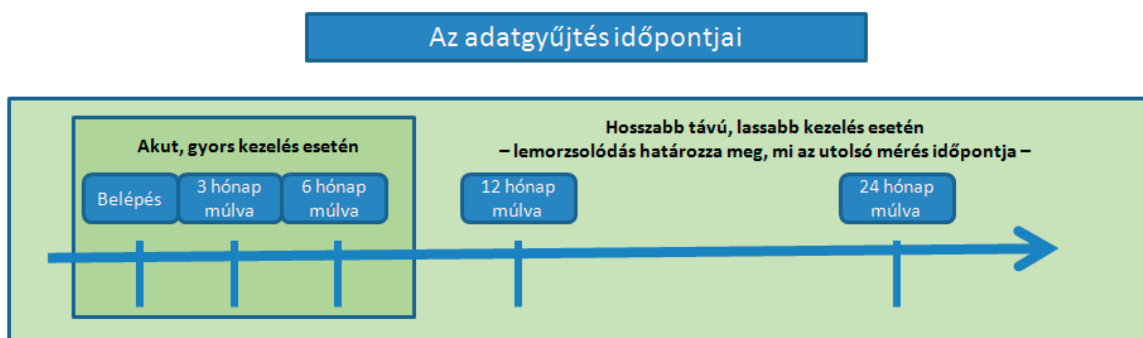 Az adatgyűjtés időpontjai
Akut, gyors kezelés esetén
Hosszabb távú, lassabb kezelés esetén
– lemorzsolódás határozza meg, mi az utolsó mérés időpontja –
Belépés
3 hónap
múlva
6 hónap
múlva
12 hónap
múlva
24 hónap
múlva